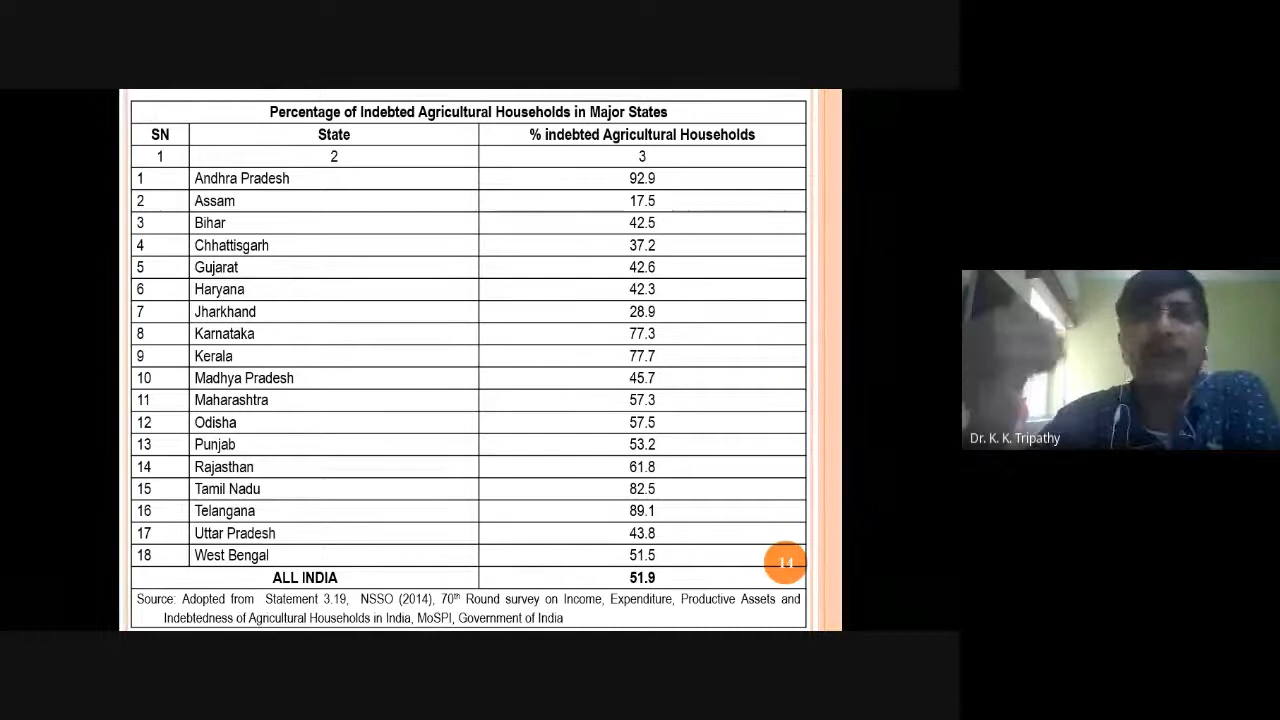 Percentage of Indebted Agricultural Households in Major States
SN State % indebted Agricultural Households
1 2 3
1 Andhra Pradesh 92.9
2 Assam 17.5
3 Bihar 42.5
4 Chhattisgarh 37.2
5 Gujarat 42.6
6 Haryana 42.3
7 Jharkhand 28.9
8 Karnataka 77.3
9 Kerala 77.7
10 Madhya Pradesh 45.7
11 Maharashtra 57.3
12 Odisha 57.5
13 Punjab 53.2
14 Rajasthan 61.8
15 Tamil Nadu 82.5
16 Telangana 89.1
17 Uttar Pradesh 43.8
18 West Bengal 51.5
14
ALL INDIA 51.9
Source: Adopted from Statement 3.19, NSSO (2014), 70th Round survey on Income, Expenditure, Productive Assets and
Indebtedness of Agricultural Households in India, MoSPI, Government of India
Dr. K. K. Tripathy